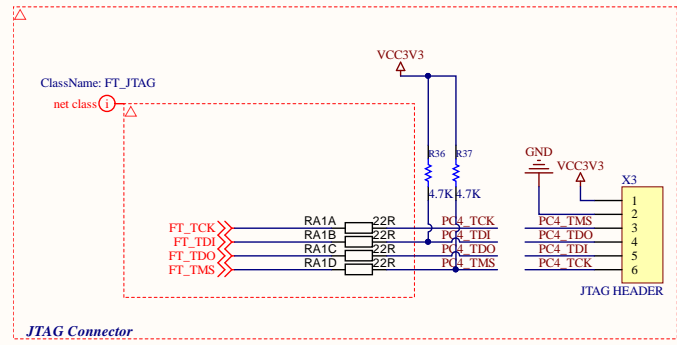 VCC3V3
ClassName: FT_JTAG
net class i
R36 R37
GND
VCC3V3
X3
4.7K 4.7K
1
2
FT_TCK RA1A 22R PC4_TCK PC4_TMS 3
FT_TDI RA1B 22R PC4_TDI PC4_TDO 4
FT_TDO RA1C 22R PC4_TDO PC4_TDI 5
FT_TMS RA1D 22R PC4_TMS PC4_TCK 6
JTAG HEADER
JTAG Connector